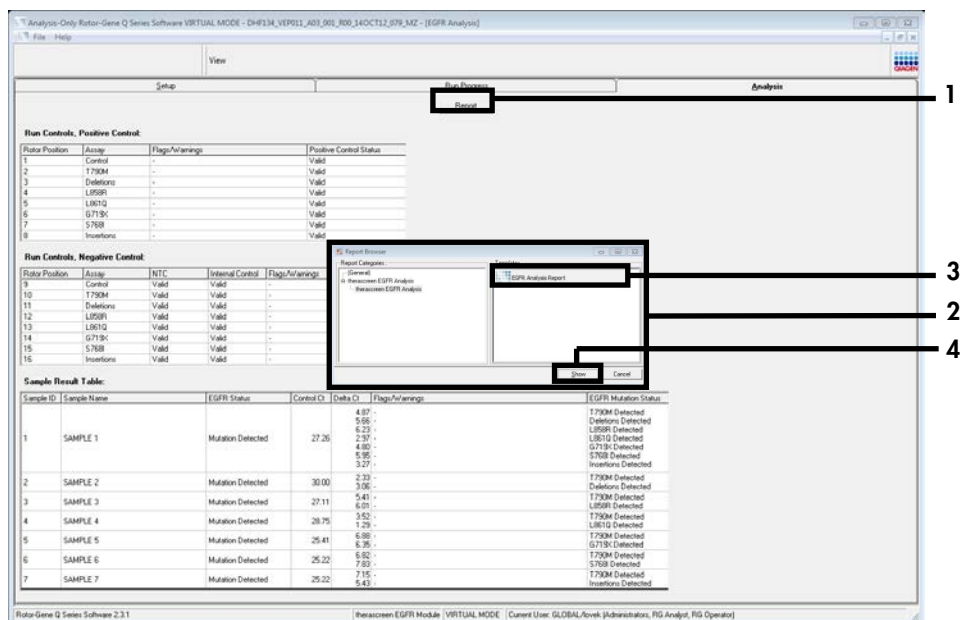 Analysis-Only Rotor-Gene Q Series Software VIRTUAL MODE - DHF134_VEP011_A03_001_R00_14OCT12_079_MZ - [EGFR Analysis]
File Help
View
QIAGEN
Setup Run Progress Analysis
Report
1
Run Controls, Positive Control:
Rotor Position Assay Flags/Warnings Positive Control Status
1 Control - Valid
2 T790M - Valid
3 Deletions - Valid
4 L858R - Valid
5 L861Q - Valid
6 G719X - Valid
7 S768I - Valid
8 Insertions - Valid
Run Controls, Negative Control:
Rotor Position Assay NTC Internal Control Flags/Warnings
9 Control Valid Valid -
10 T790M Valid Valid -
11 Deletions Valid Valid -
12 L858R Valid Valid -
13 L861Q Valid Valid -
14 G719X Valid Valid -
15 S768I Valid Valid -
16 Insertions Valid Valid -
Report Browser
Report Categories... Templates...
(General)
therascreen EGFR Analysis
therascreen EGFR Analysis
EGFR Analysis Report
Show Cancel
3
2
4
Sample Result Table:
Sample ID Sample Name EGFR Status Control Ct Delta Ct Flags/Warnings EGFR Mutation Status
1 SAMPLE 1 Mutation Detected 27.26
4.87 - T790M Detected
5.66 - Deletions Detected
6.23 - L858R Detected
2.97 - L861Q Detected
4.80 - G719X Detected
5.95 - S768I Detected
3.27 - Insertions Detected
2 SAMPLE 2 Mutation Detected 30.00
2.33 - T790M Detected
3.06 - Deletions Detected
3 SAMPLE 3 Mutation Detected 27.11
5.41 - T790M Detected
6.01 - L858R Detected
4 SAMPLE 4 Mutation Detected 28.75
3.52 - T790M Detected
1.29 - L861Q Detected
5 SAMPLE 5 Mutation Detected 25.41
6.88 - T790M Detected
6.35 - G719X Detected
6 SAMPLE 6 Mutation Detected 25.22
6.82 - T790M Detected
7.83 - S768I Detected
7 SAMPLE 7 Mutation Detected 25.22
7.15 - T790M Detected
5.43 - Insertions Detected
Rotor-Gene Q Series Software 2.3.1 therascreen EGFR Module VIRTUAL MODE Current User: GLOBAL/lovek (Administrators, RG Analyst, RG Operator)